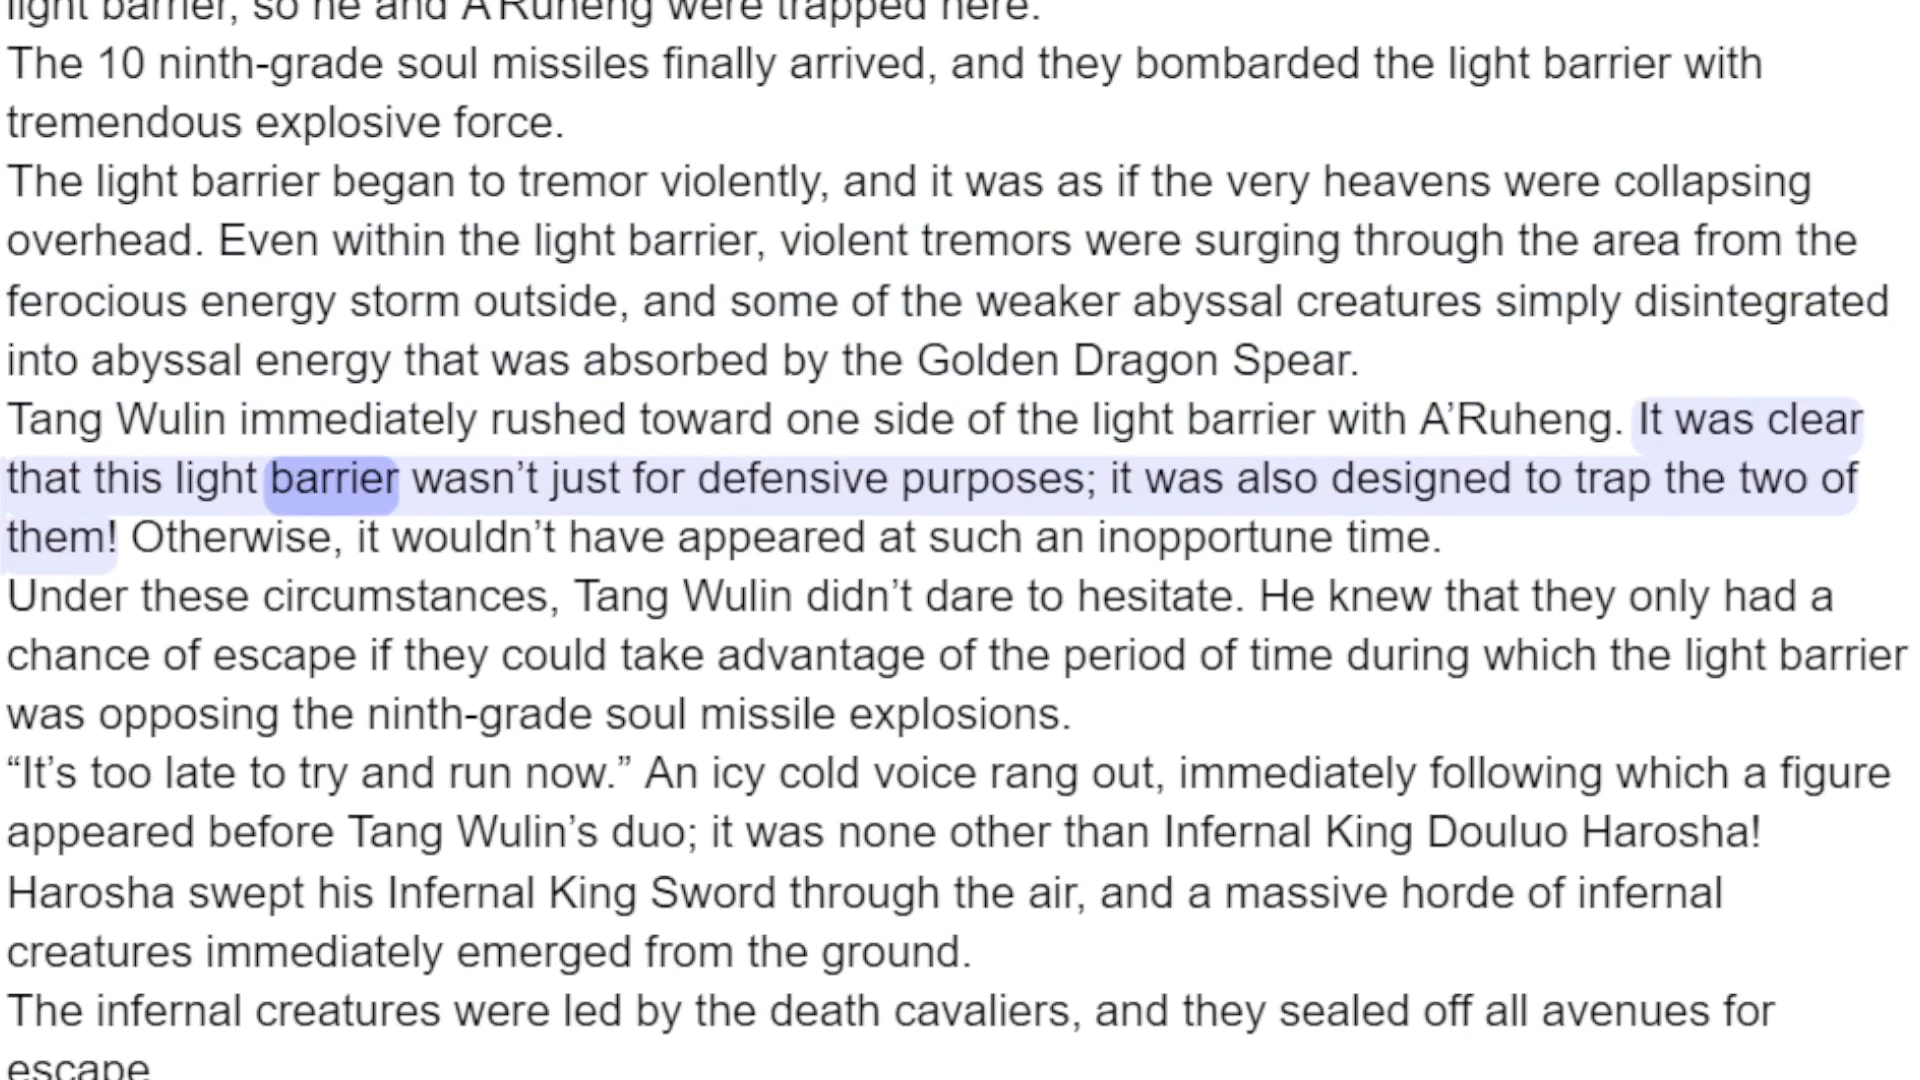 light barrier, so he and A’Ruheng were trapped here.
The 10 ninth-grade soul missiles finally arrived, and they bombarded the light barrier with
tremendous explosive force.
The light barrier began to tremor violently, and it was as if the very heavens were collapsing
overhead. Even within the light barrier, violent tremors were surging through the area from the
ferocious energy storm outside, and some of the weaker abyssal creatures simply disintegrated
into abyssal energy that was absorbed by the Golden Dragon Spear.
Tang Wulin immediately rushed toward one side of the light barrier with A’Ruheng. It was clear
that this light barrier wasn’t just for defensive purposes; it was also designed to trap the two of
them! Otherwise, it wouldn’t have appeared at such an inopportune time.
Under these circumstances, Tang Wulin didn’t dare to hesitate. He knew that they only had a
chance of escape if they could take advantage of the period of time during which the light barrier
was opposing the ninth-grade soul missile explosions.
“It’s too late to try and run now.” An icy cold voice rang out, immediately following which a figure
appeared before Tang Wulin’s duo; it was none other than Infernal King Douluo Harosha!
Harosha swept his Infernal King Sword through the air, and a massive horde of infernal
creatures immediately emerged from the ground.
The infernal creatures were led by the death cavaliers, and they sealed off all avenues for
escape